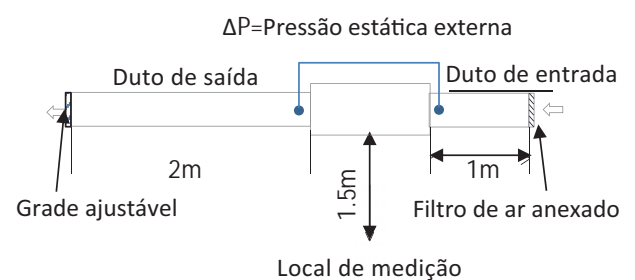 ΔP=Pressão estática externa
Duto de saída
Duto de entrada
2m
1m
1.5m
Grade ajustável
Filtro de ar anexado
Local de medição